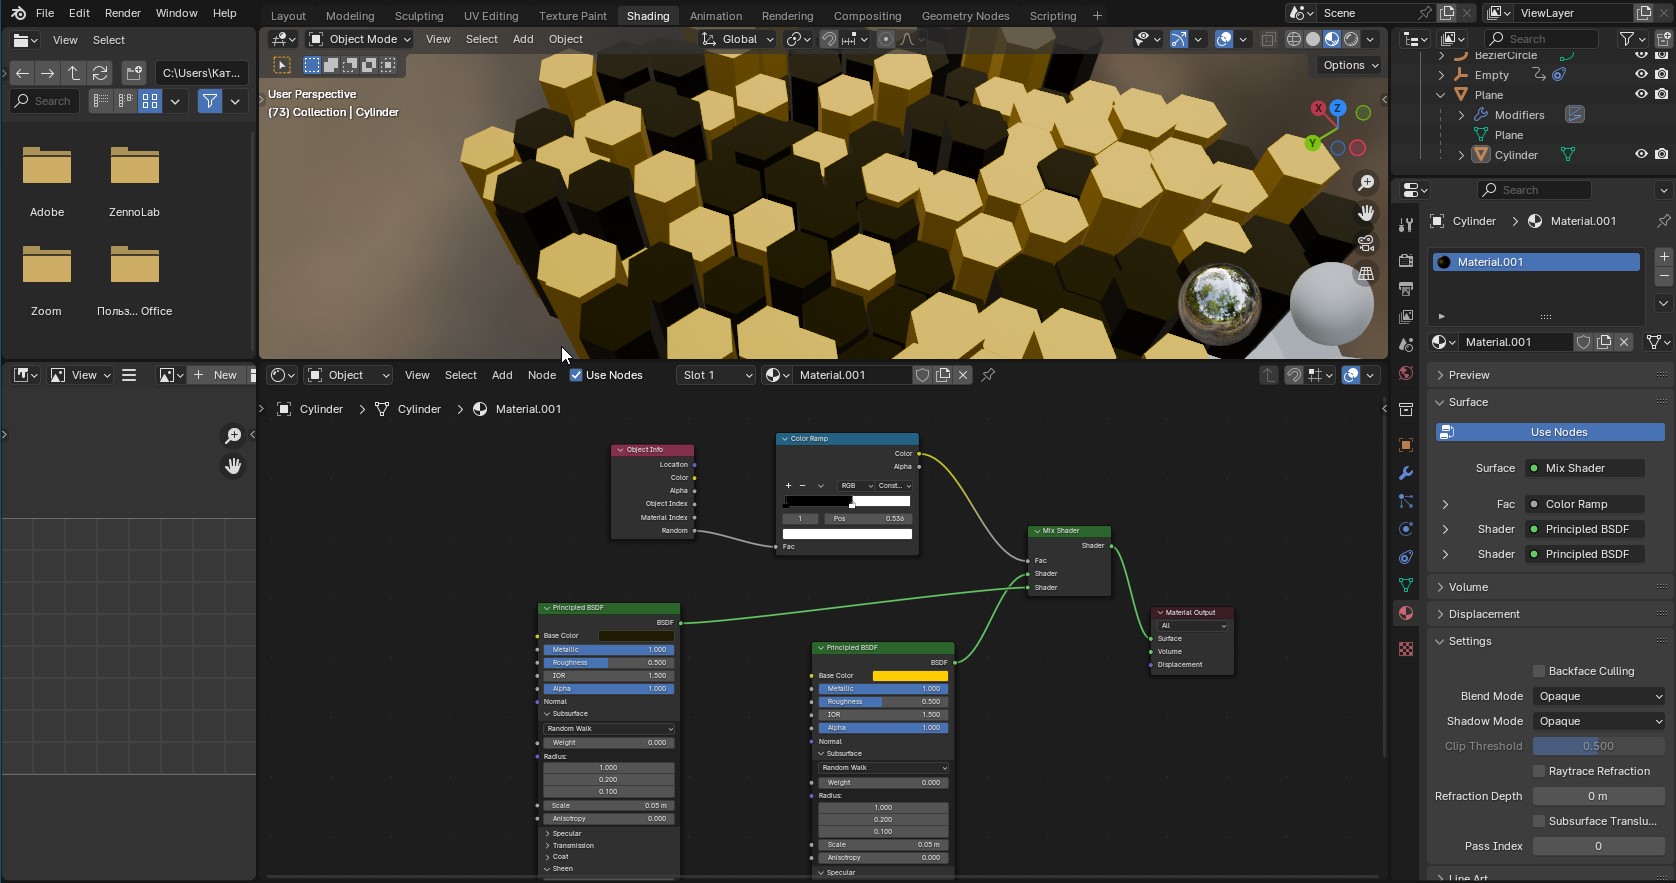 File Edit Render Window Help Layout Modeling Sculpting UV Editing Texture Paint Shading Animation Rendering Compositing Geometry Nodes Scripting + Scene ViewLayer
View Select Object Mode View Select Add Object Global Search
C:\Users\Кат... Options
Search
User Perspective
(73) Collection | Cylinder
X Z Y
Adobe ZennoLab
Zoom Польз... Office
BezierCircle
Empty
Plane
Modifiers
Plane
Cylinder
Search
Cylinder > Material.001
Material.001
Material.001
View New Object View Select Add Node Use Nodes Slot 1 Material.001
Cylinder > Cylinder > Material.001
Object Info
Location
Color
Alpha
Object Index
Material Index
Random
Color Ramp
Color
Alpha
+ − RGB Const...
1 Pos 0.536
Fac
Mix Shader
Shader
Fac
Shader
Shader
Material Output
All
Surface
Volume
Displacement
Principled BSDF
BSDF
Base Color
Metallic 1.000
Roughness 0.500
IOR 1.500
Alpha 1.000
Normal
Subsurface
Random Walk
Weight 0.000
Radius:
1.000
0.200
0.100
Scale 0.05 m
Anisotropy 0.000
Specular
Transmission
Coat
Sheen
Principled BSDF
BSDF
Base Color
Metallic 1.000
Roughness 0.500
IOR 1.500
Alpha 1.000
Normal
Subsurface
Random Walk
Weight 0.000
Radius:
1.000
0.200
0.100
Scale 0.05 m
Anisotropy 0.000
Specular
Preview
Surface
Use Nodes
Surface Mix Shader
Fac Color Ramp
Shader Principled BSDF
Shader Principled BSDF
Volume
Displacement
Settings
Backface Culling
Blend Mode Opaque
Shadow Mode Opaque
Clip Threshold 0.500
Raytrace Refraction
Refraction Depth 0 m
Subsurface Translu...
Pass Index 0
Line Art